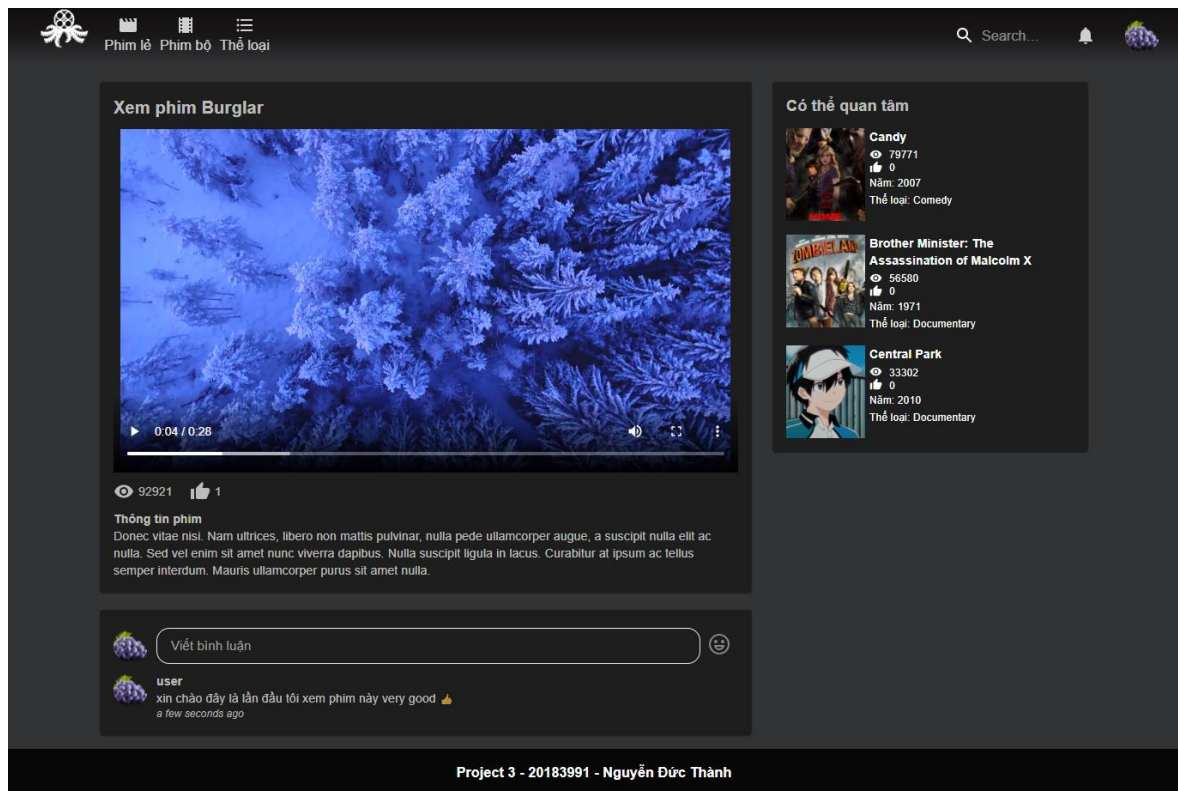 Phim lẻ Phim bộ Thể loại
Search...
Xem phim Burglar
0:04 / 0:28
92921 1
Thông tin phim
Donec vitae nisi. Nam ultrices, libero non mattis pulvinar, nulla pede ullamcorper augue, a suscipit nulla elit ac
nulla. Sed vel enim sit amet nunc viverra dapibus. Nulla suscipit ligula in lacus. Curabitur at ipsum ac tellus
semper interdum. Mauris ullamcorper purus sit amet nulla.
Viết bình luận
user
xin chào đây là lần đầu tôi xem phim này very good 👍
a few seconds ago
Có thể quan tâm
HOME
Candy
79771
0
Năm: 2007
Thể loại: Comedy
ZOMBIELAND
Brother Minister: The
Assassination of Malcolm X
56580
0
Năm: 1971
Thể loại: Documentary
Central Park
33302
0
Năm: 2010
Thể loại: Documentary
Project 3 - 20183991 - Nguyễn Đức Thành